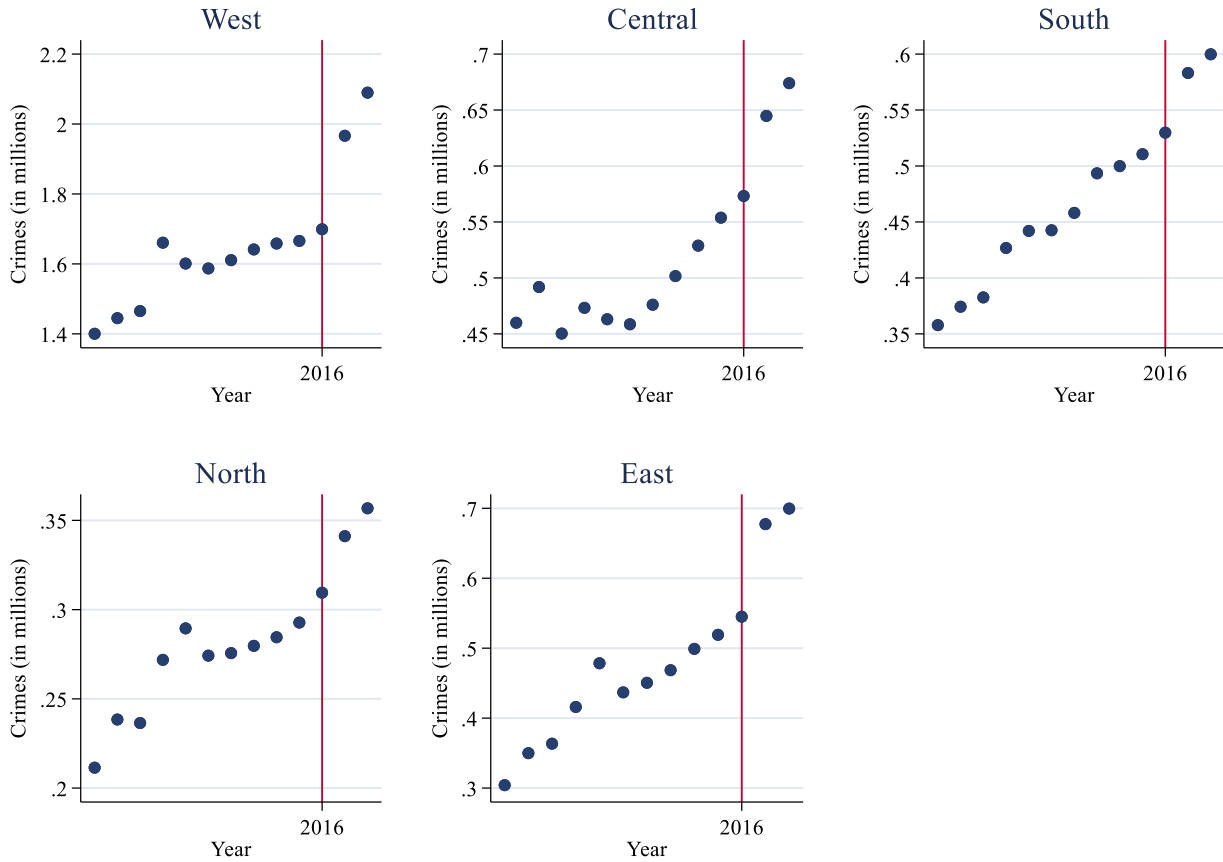 West
Crimes (in millions)
2.2
2
1.8
1.6
1.4
2016
Year
Central
Crimes (in millions)
.7
.65
.6
.55
.5
.45
2016
Year
South
Crimes (in millions)
.6
.55
.5
.45
.4
.35
2016
Year
North
Crimes (in millions)
.35
.3
.25
.2
2016
Year
East
Crimes (in millions)
.7
.6
.5
.4
.3
2016
Year